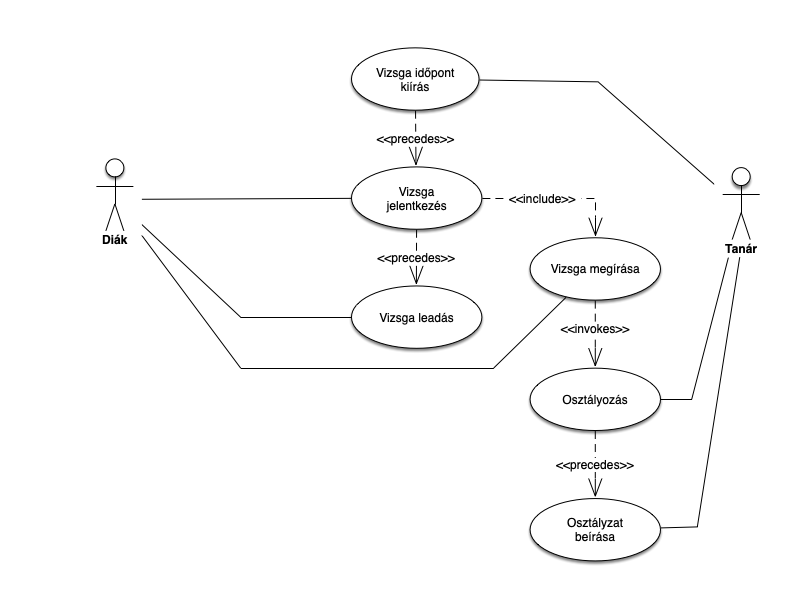 Vizsga időpont
kiírás
<<precedes>>
Vizsga
jelentkezés
<<include>>
Diák
Tanár
<<precedes>>
Vizsga megírása
Vizsga leadás
<<invokes>>
Osztályozás
<<precedes>>
Osztályzat
beírása